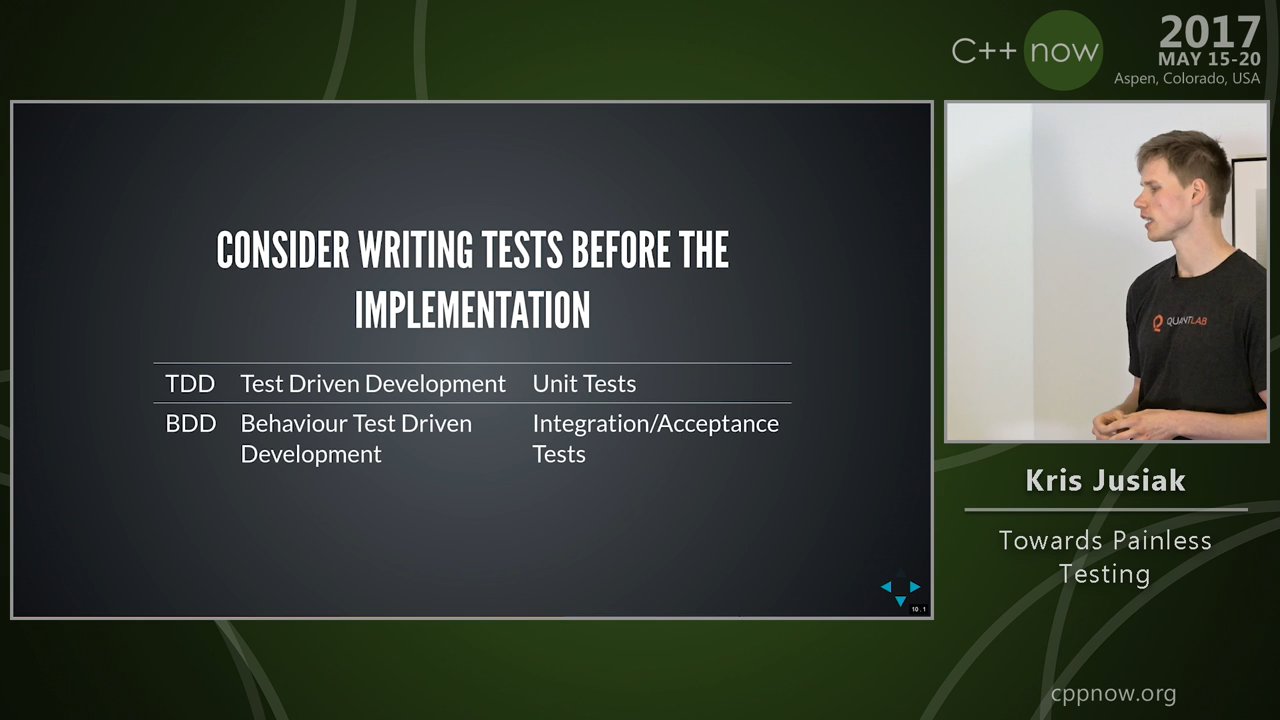 C++ now
2017
MAY 15-20
Aspen, Colorado, USA
CONSIDER WRITING TESTS BEFORE THE
IMPLEMENTATION
TDD Test Driven Development Unit Tests
BDD Behaviour Test Driven Integration/Acceptance
Development Tests
10.1
QUANTLAB
Kris Jusiak
Towards Painless
Testing
cppnow.org